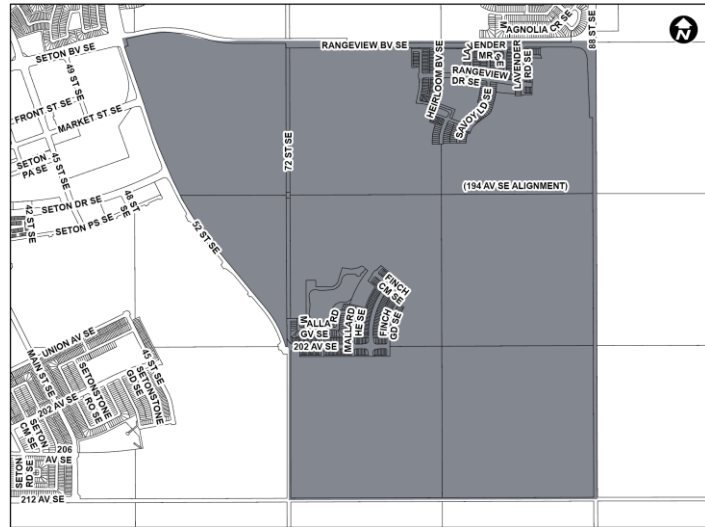 AGNOLIA
CR SE
M
88 ST SE
N
SETON BV SE
RANGEVIEW BV SE
LAVENDER
MR
RANGEVIEW
DR SE
LAVENDER
RD SE
HEIRLOOM BV SE
SAVOY
LD SE
49 ST SE
FRONT ST SE
MARKET ST SE
45 ST SE
SETON
PA SE
72 ST SE
(194 AV SE ALIGNMENT)
SETON DR SE
48 ST
SE
42 ST
SE
SETON PS SE
52 ST SE
FINCH
CM SE
M
ALLA
RD
GV SE
MALLARD
HE SE
FINCH
GD SE
202 AV SE
UNION AV SE
45 ST SE
MAIN ST SE
SETONSTONE
GD SE
SETONSTONE
RO SE
202 AV SE
SETON
CM SE
206
AV SE
SETON
RD SE
212 AV SE